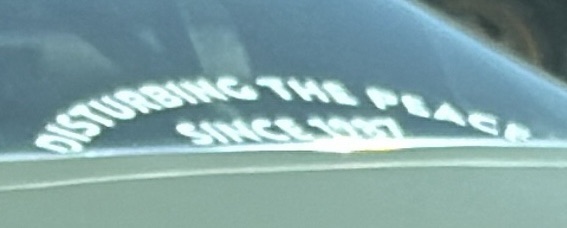 DISTURBING THE PEACE
SINCE